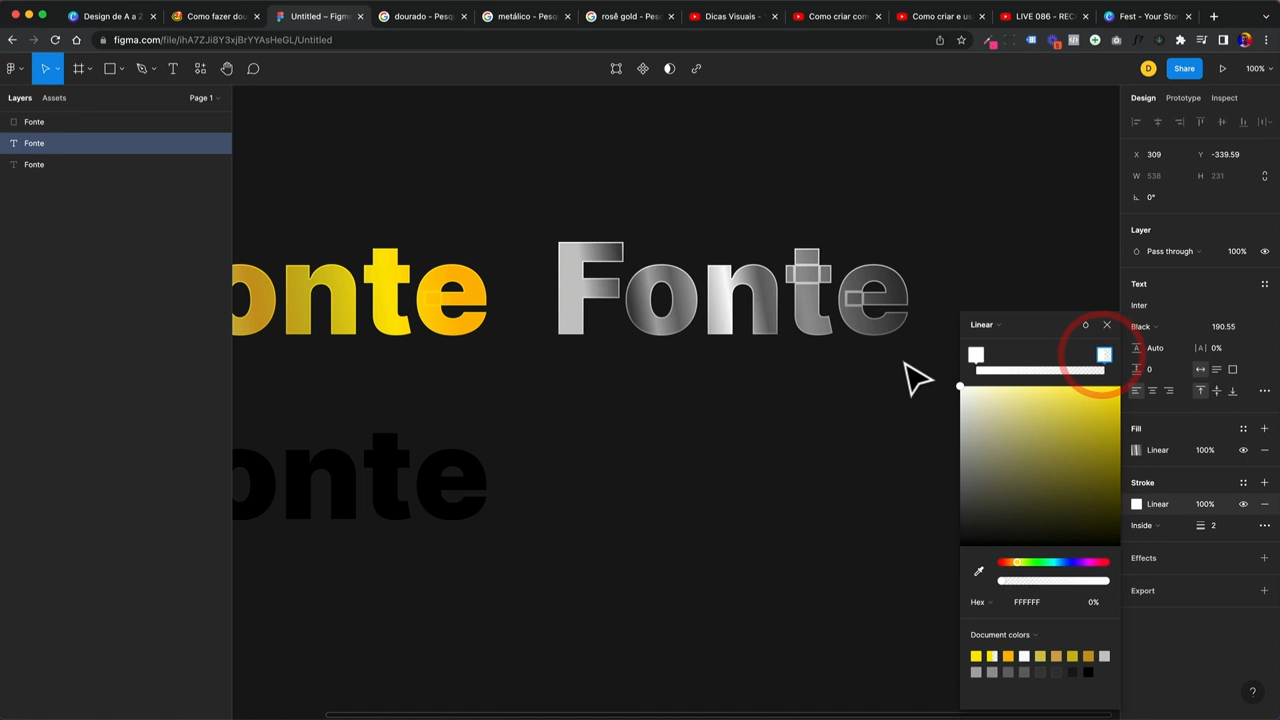 Design de A a Z
Como fazer dou
Untitled – Figma
dourado - Pesqu
metálico - Pesqu
rosê gold - Pesq
Dicas Visuais -
Como criar com
Como criar e us
LIVE 086 - REC
Fest - Your Stor
figma.com/file/ihA7ZJi8Y3xjBrYYAsHeGL/Untitled
D
Share
100%
Layers
Assets
Page 1
Design
Prototype
Inspect
Fonte
Fonte
Fonte
X 309
Y -339.59
W 538
H 231
0°
Layer
Pass through
100%
Text
Inter
Black
190.55
Auto
|A| 0%
0
Fill
Linear
100%
Stroke
Linear
100%
Inside
2
Effects
Export
onte
Fonte
onte
Linear
Hex
FFFFFF
0%
Document colors
?